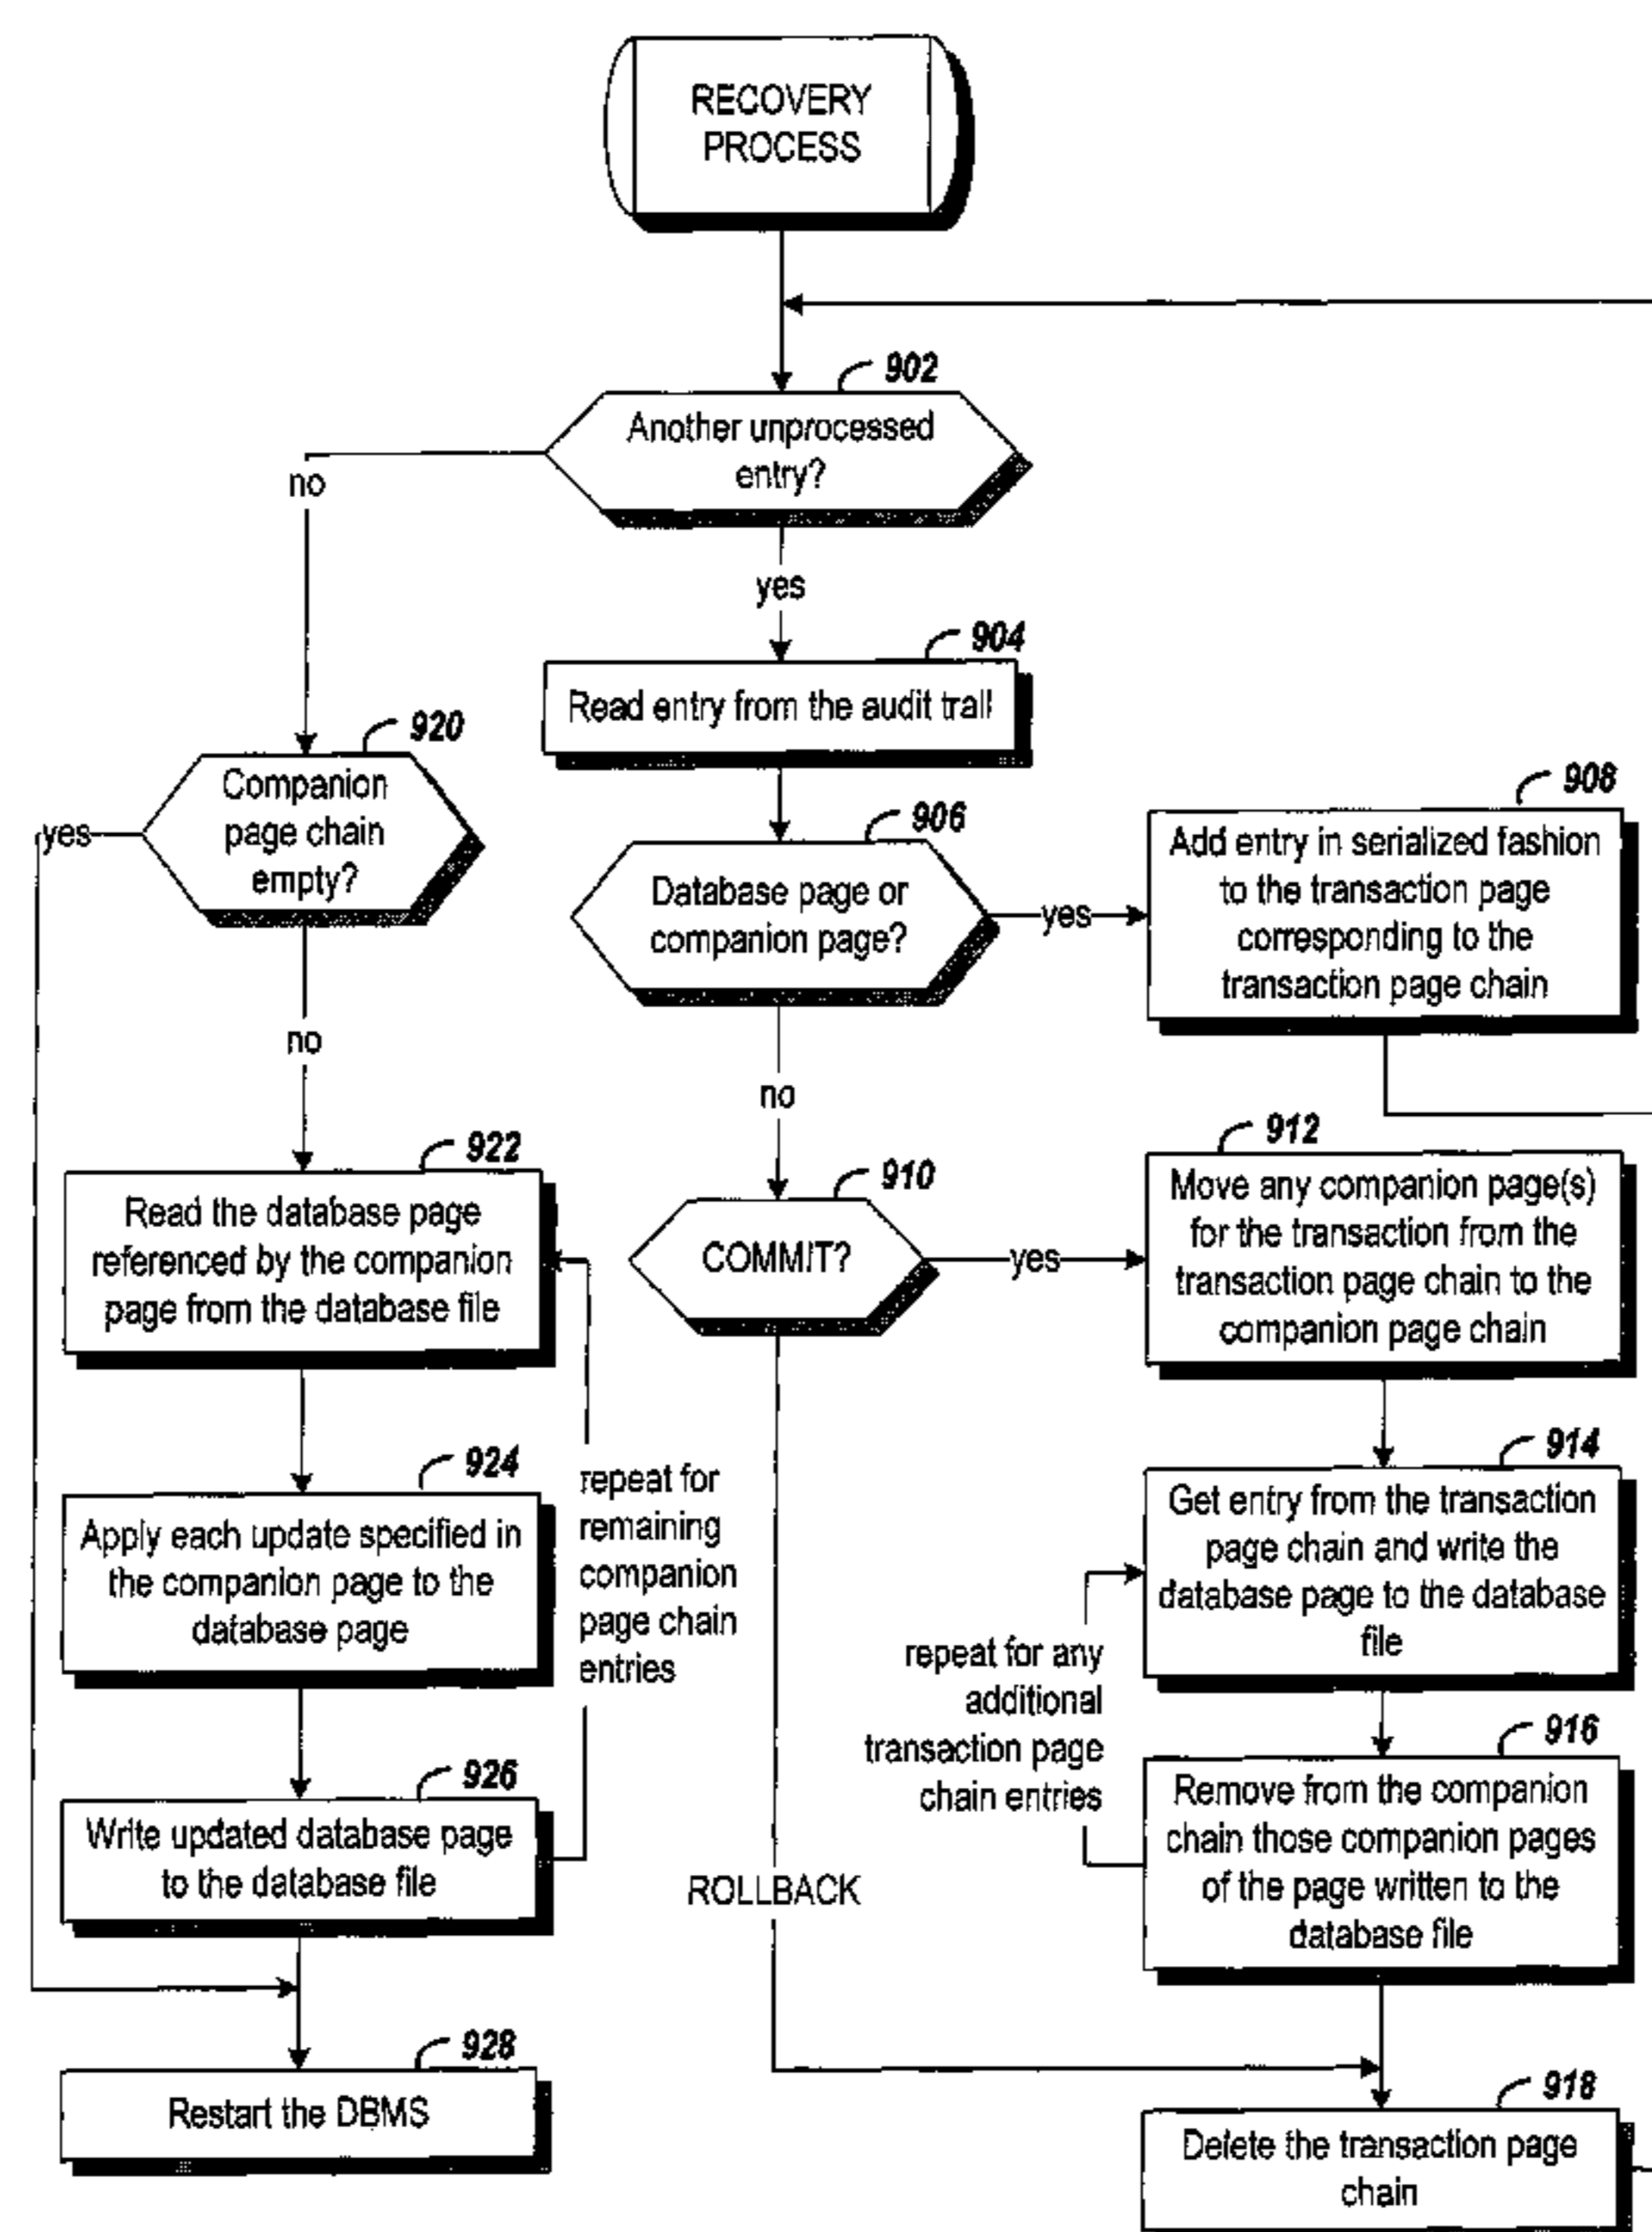 RECOVERY
PROCESS
902
Another unprocessed
entry?
no
yes
904
Read entry from the audit trail
920
Companion
page chain
empty?
yes
no
906
Database page or
companion page?
yes
no
908
Add entry in serialized fashion
to the transaction page
corresponding to the
transaction page chain
922
Read the database page
referenced by the companion
page from the database file
910
COMMIT?
yes
912
Move any companion page(s)
for the transaction from the
transaction page chain to the
companion page chain
924
Apply each update specified in
the companion page to the
database page
repeat for
remaining
companion
page chain
entries
914
Get entry from the transaction
page chain and write the
database page to the database
file
repeat for any
additional
transaction page
chain entries
926
Write updated database page
to the database file
ROLLBACK
916
Remove from the companion
chain those companion pages
of the page written to the
database file
928
Restart the DBMS
918
Delete the transaction page
chain